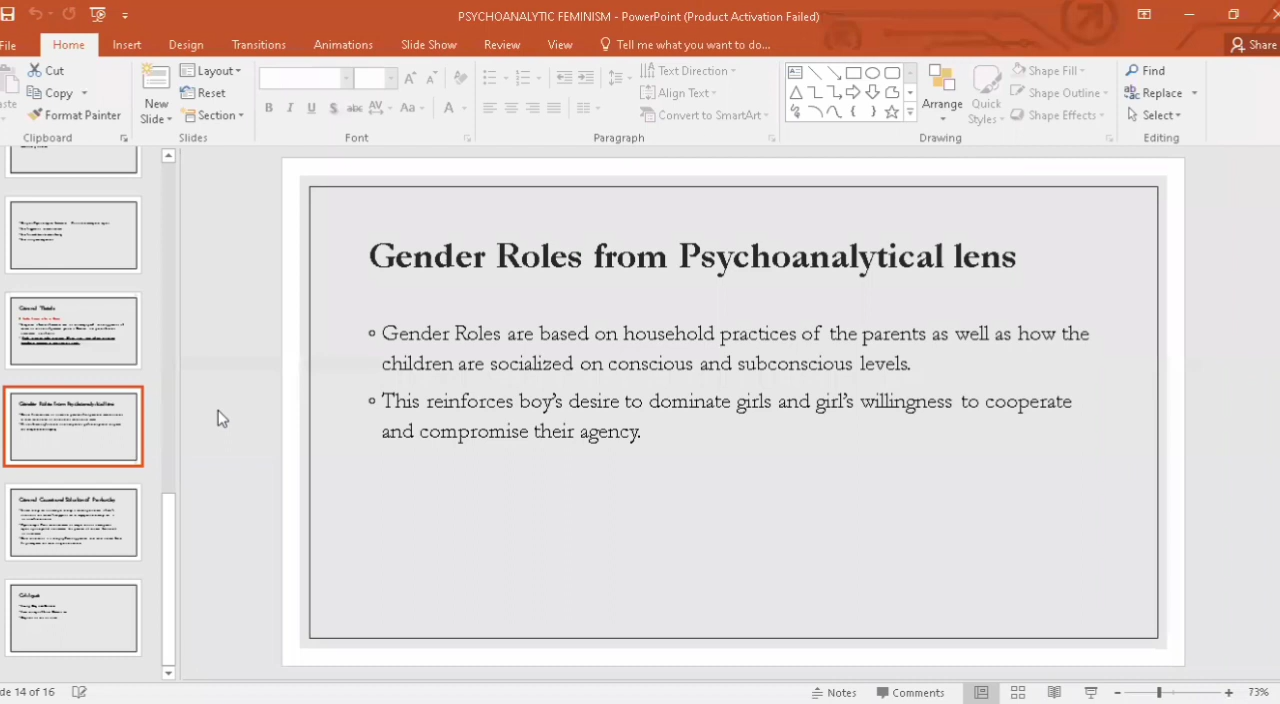 PSYCHOANALYTIC FEMINISM - PowerPoint (Product Activation Failed)
File Home Insert Design Transitions Animations Slide Show Review View Tell me what you want to do... Share
Cut
Copy
Format Painter
Clipboard
New
Slide
Layout
Reset
Section
Slides
B I U S abc AV Aa A
Font
Text Direction
Align Text
Convert to SmartArt
Paragraph
Arrange
Quick
Styles
Shape Fill
Shape Outline
Shape Effects
Drawing
Find
Replace
Select
Editing
Gender Roles from Psychoanalytical lens
Gender Roles are based on household practices of the parents as well as how the
children are socialized on conscious and subconscious levels.
This reinforces boy's desire to dominate girls and girl's willingness to cooperate
and compromise their agency.
de 14 of 16
Notes
Comments
73%